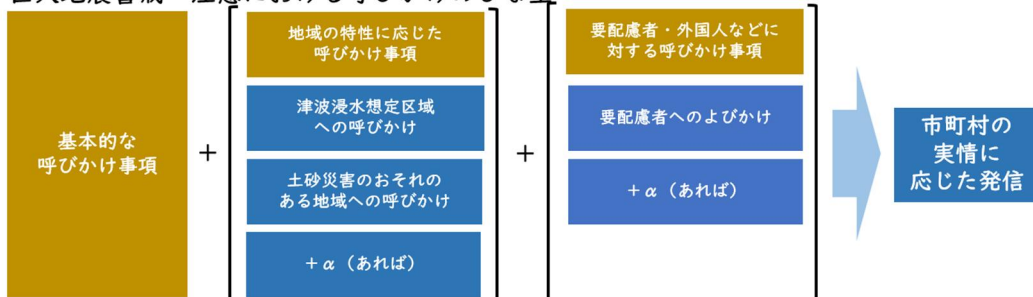 基本的な
呼びかけ事項
+
地域の特性に応じた
呼びかけ事項
津波浸水想定区域
への呼びかけ
土砂災害のおそれの
ある地域への呼びかけ
+α（あれば）
+
要配慮者・外国人などに
対する呼びかけ事項
要配慮者へのよびかけ
+α（あれば）
市町村の
実情に
応じた発信